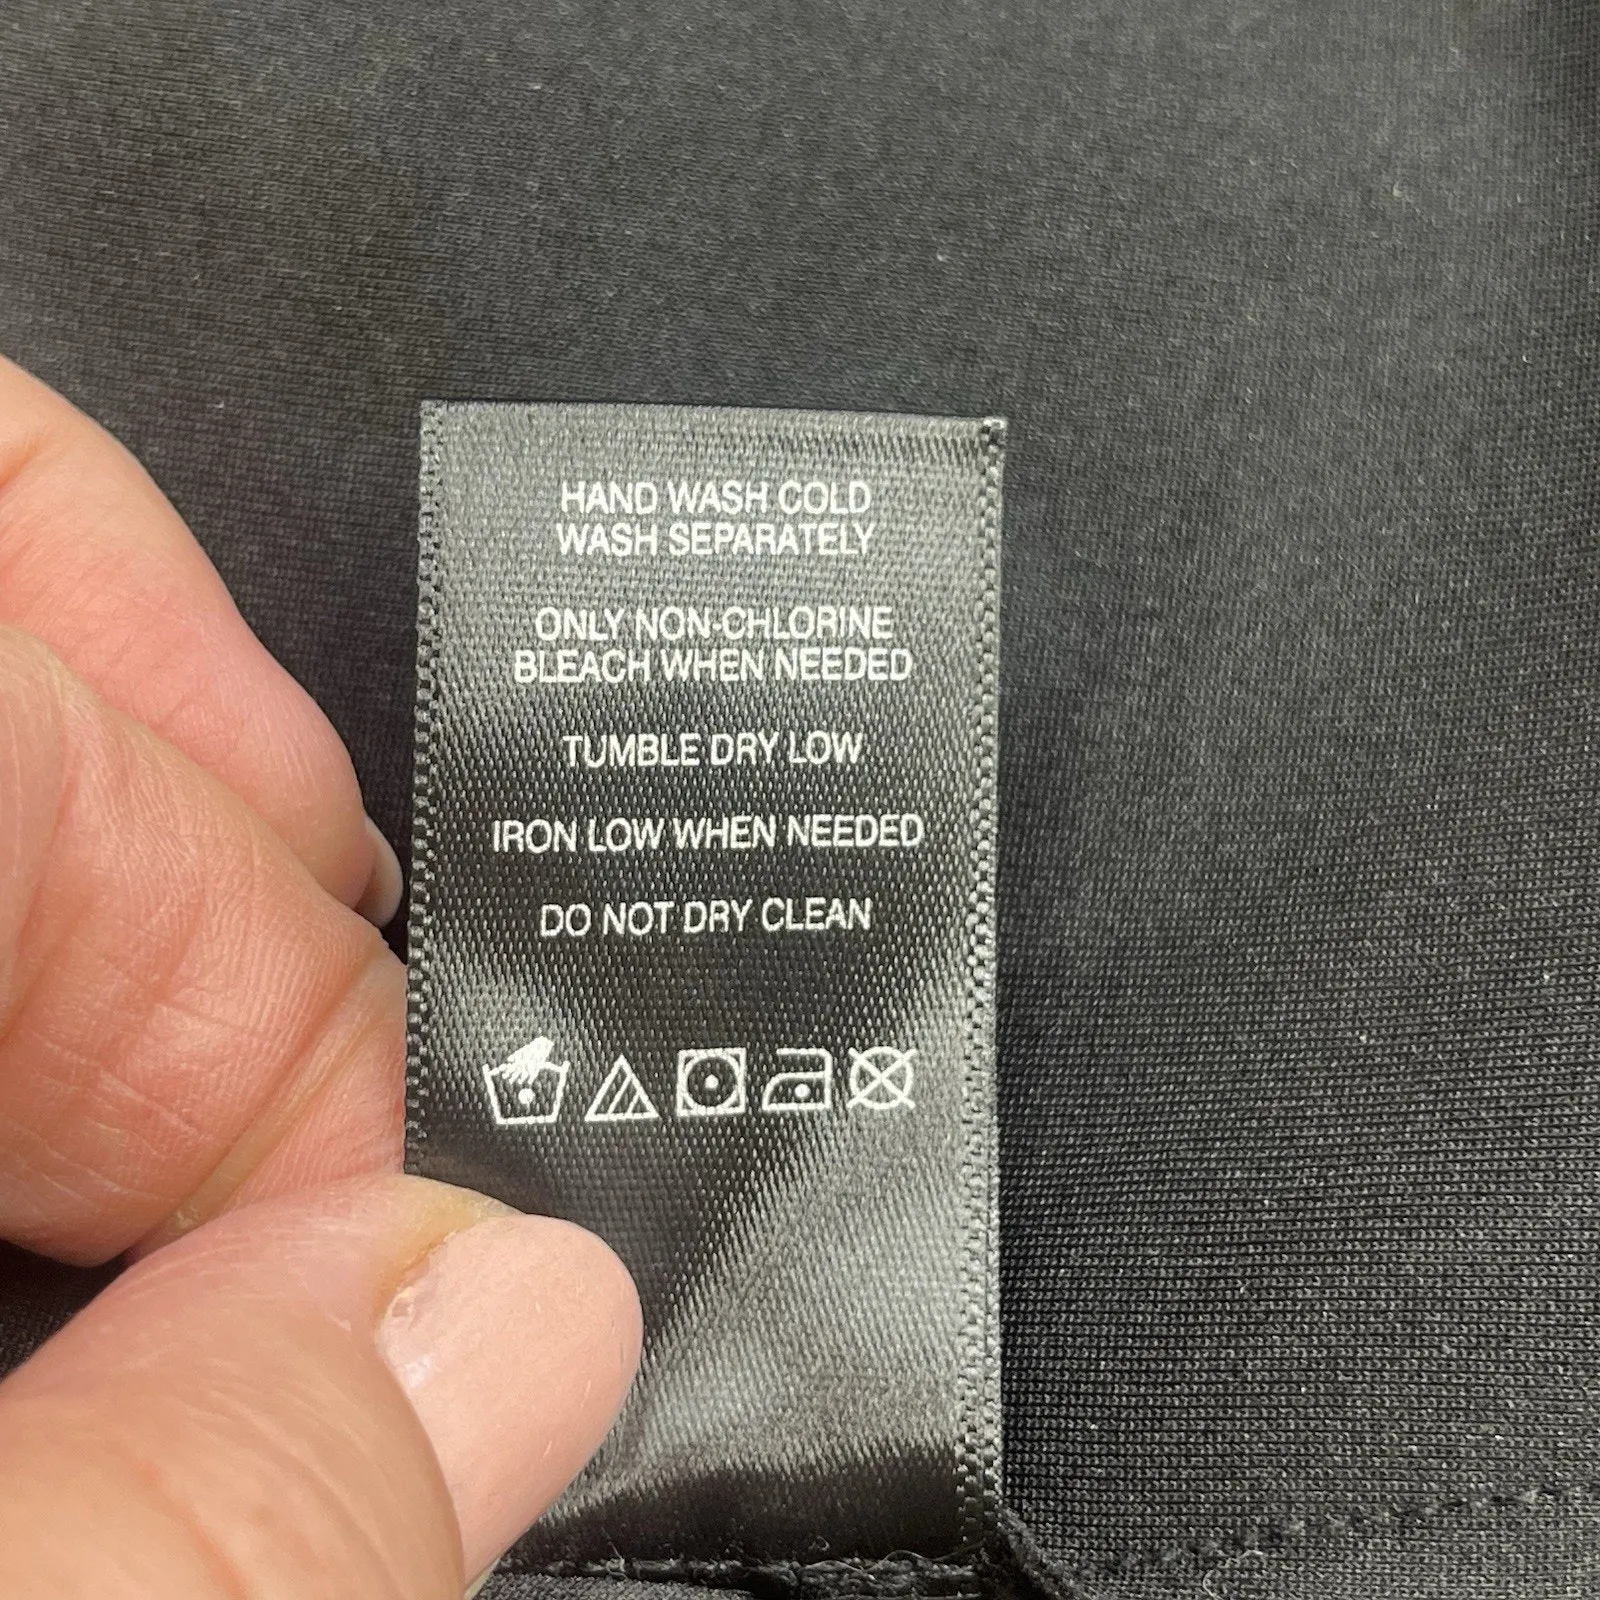 HAND WASH COLD
WASH SEPARATELY
ONLY NON-CHLORINE
BLEACH WHEN NEEDED
TUMBLE DRY LOW
IRON LOW WHEN NEEDED
DO NOT DRY CLEAN